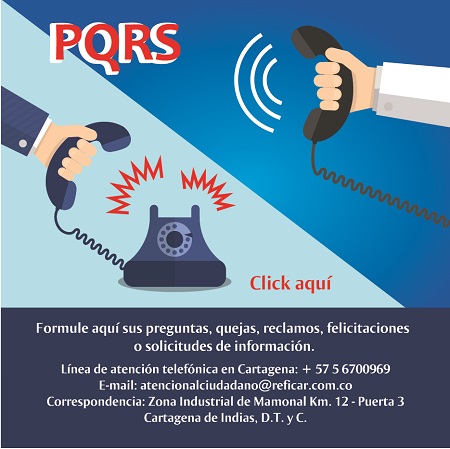 PQRS
Click aquí
Formule aquí sus preguntas, quejas, reclamos, felicitaciones
o solicitudes de información.
Línea de atención telefónica en Cartagena: + 57 5 6700969
E-mail: atencionalciudadano@reficar.com.co
Correspondencia: Zona Industrial de Mamonal Km. 12 - Puerta 3
Cartagena de Indias, D.T. y C.